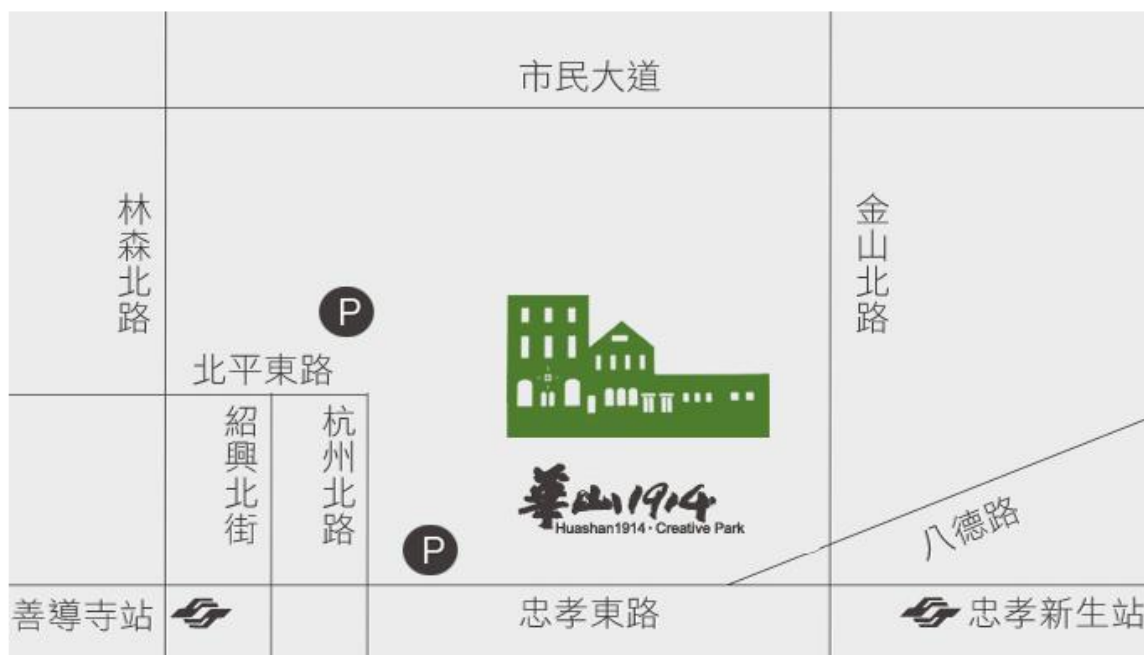 市民大道
林森北路
金山北路
P
北平東路
紹興北街
杭州北路
華山1914
Huashan1914·Creative Park
P
八德路
善導寺站
忠孝東路
忠孝新生站